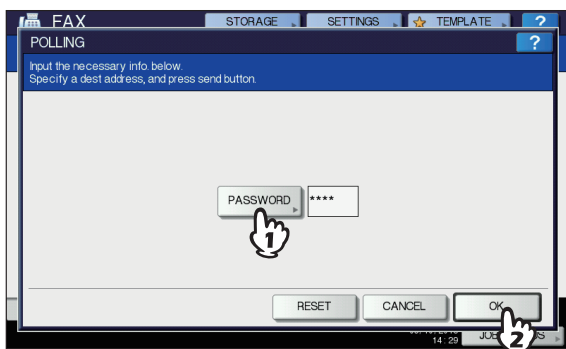 FAX STORAGE SETTINGS TEMPLATE ?
POLLING ?
Input the necessary info. below.
Specify a dest address, and press send button.
PASSWORD ****
1
RESET CANCEL OK
2
14 : 29